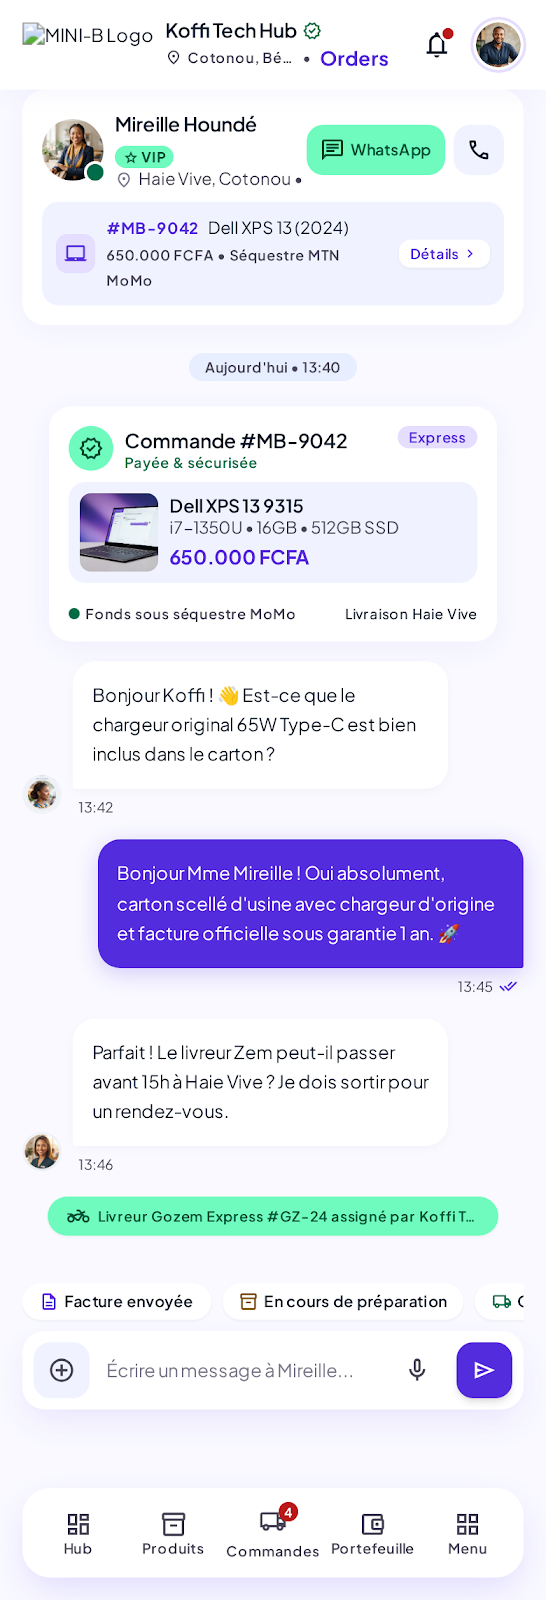 MINI-B Logo
Koffi Tech Hub
Cotonou, Bé... • Orders
Mireille Houndé
VIP
Haie Vive, Cotonou •
WhatsApp
#MB-9042 Dell XPS 13 (2024)
650.000 FCFA • Séquestre MTN
MoMo
Détails
Aujourd'hui • 13:40
Commande #MB-9042
Express
Payée & sécurisée
Dell XPS 13 9315
i7-1350U • 16GB • 512GB SSD
650.000 FCFA
Fonds sous séquestre MoMo
Livraison Haie Vive
Bonjour Koffi ! 👋 Est-ce que le
chargeur original 65W Type-C est bien
inclus dans le carton ?
13:42
Bonjour Mme Mireille ! Oui absolument,
carton scellé d'usine avec chargeur d'origine
et facture officielle sous garantie 1 an. 🚀
13:45
Parfait ! Le livreur Zem peut-il passer
avant 15h à Haie Vive ? Je dois sortir pour
un rendez-vous.
13:46
Livreur Gozem Express #GZ-24 assigné par Koffi T...
Facture envoyée
En cours de préparation
Écrire un message à Mireille...
4
Hub
Produits
Commandes
Portefeuille
Menu